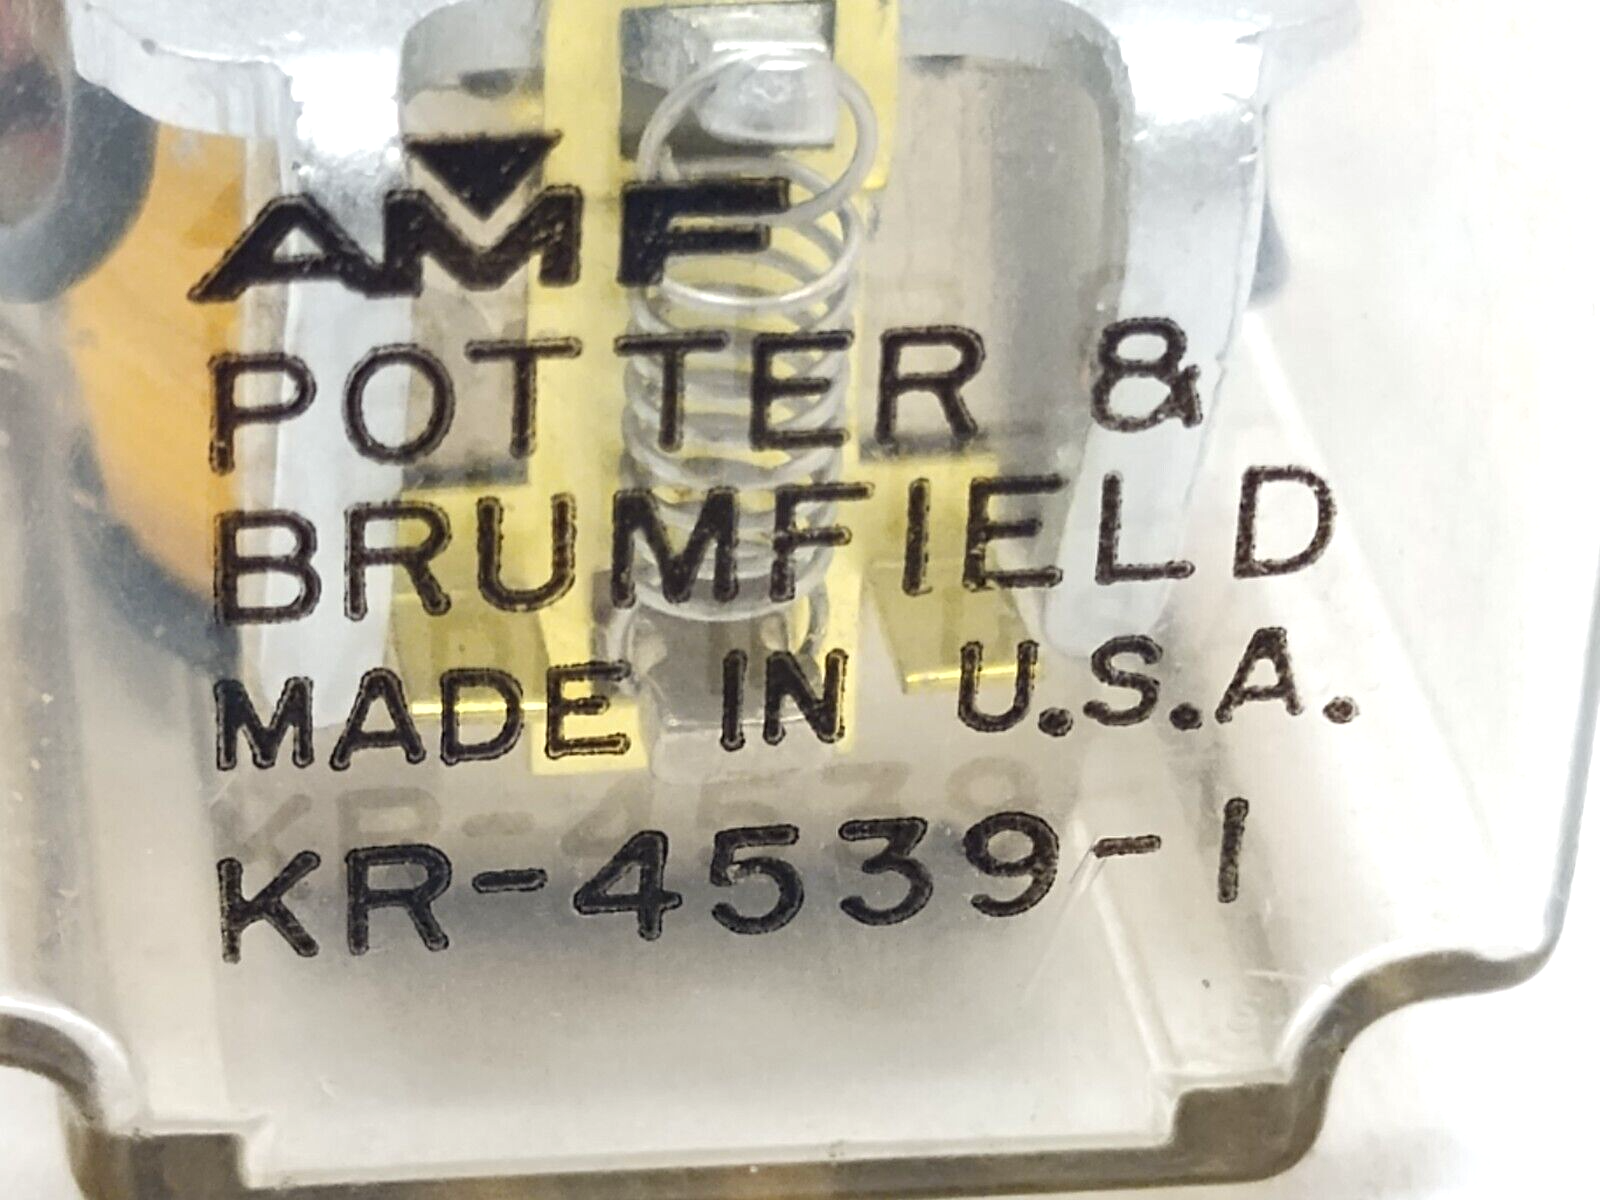 AMF
POTTER &
BRUMFIELD
MADE IN U.S.A.
KR-4539-1